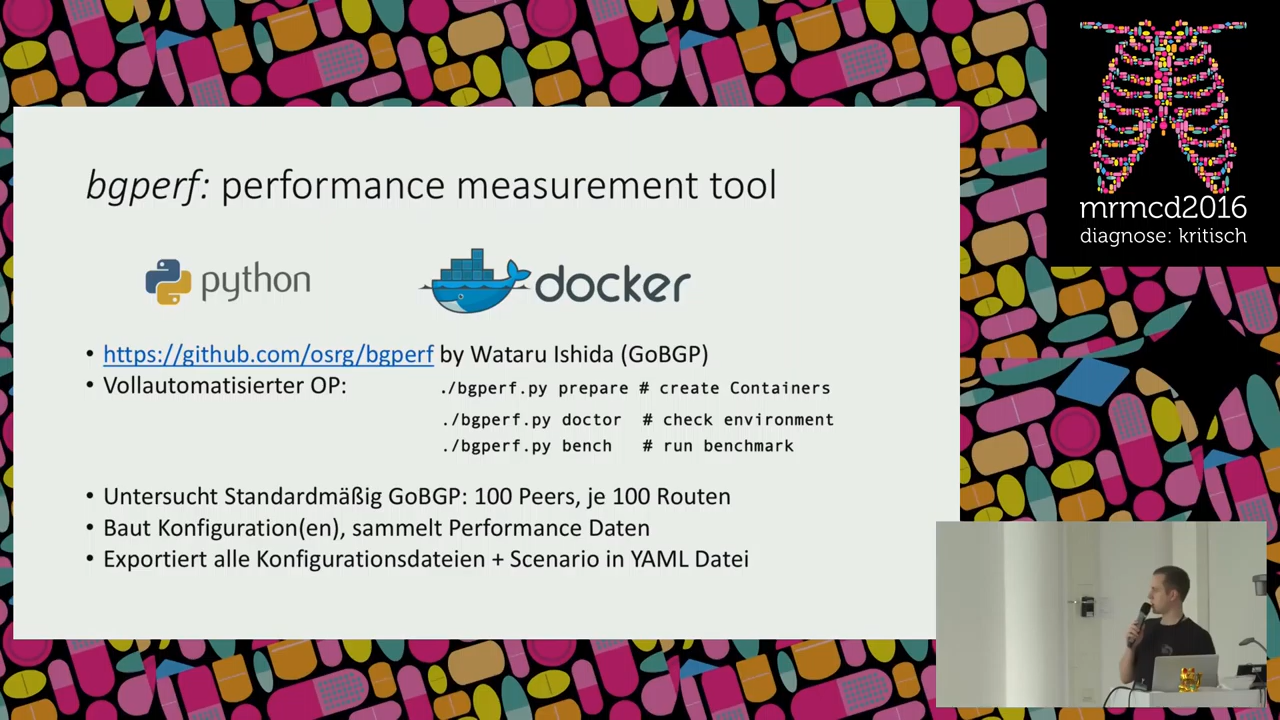 bgperf: performance measurement tool
python
docker
• https://github.com/osrg/bgperf by Wataru Ishida (GoBGP)
• Vollautomatisierter OP: ./bgperf.py prepare # create Containers
./bgperf.py doctor # check environment
./bgperf.py bench # run benchmark
• Untersucht Standardmäßig GoBGP: 100 Peers, je 100 Routen
• Baut Konfiguration(en), sammelt Performance Daten
• Exportiert alle Konfigurationsdateien + Scenario in YAML Datei
mrmcd2016
diagnose: kritisch